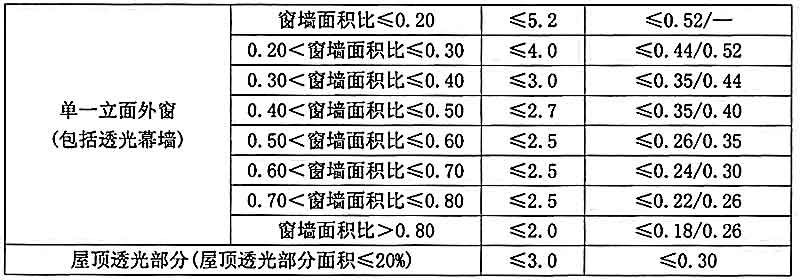 窗墙面积比≤0.20 ≤5.2 ≤0.52/—
0.20<窗墙面积比≤0.30 ≤4.0 ≤0.44/0.52
0.30<窗墙面积比≤0.40 ≤3.0 ≤0.35/0.44
单一立面外窗
(包括透光幕墙)
0.40<窗墙面积比≤0.50 ≤2.7 ≤0.35/0.40
0.50<窗墙面积比≤0.60 ≤2.5 ≤0.26/0.35
0.60<窗墙面积比≤0.70 ≤2.5 ≤0.24/0.30
0.70<窗墙面积比≤0.80 ≤2.5 ≤0.22/0.26
窗墙面积比>0.80 ≤2.0 ≤0.18/0.26
屋顶透光部分(屋顶透光部分面积≤20%) ≤3.0 ≤0.30